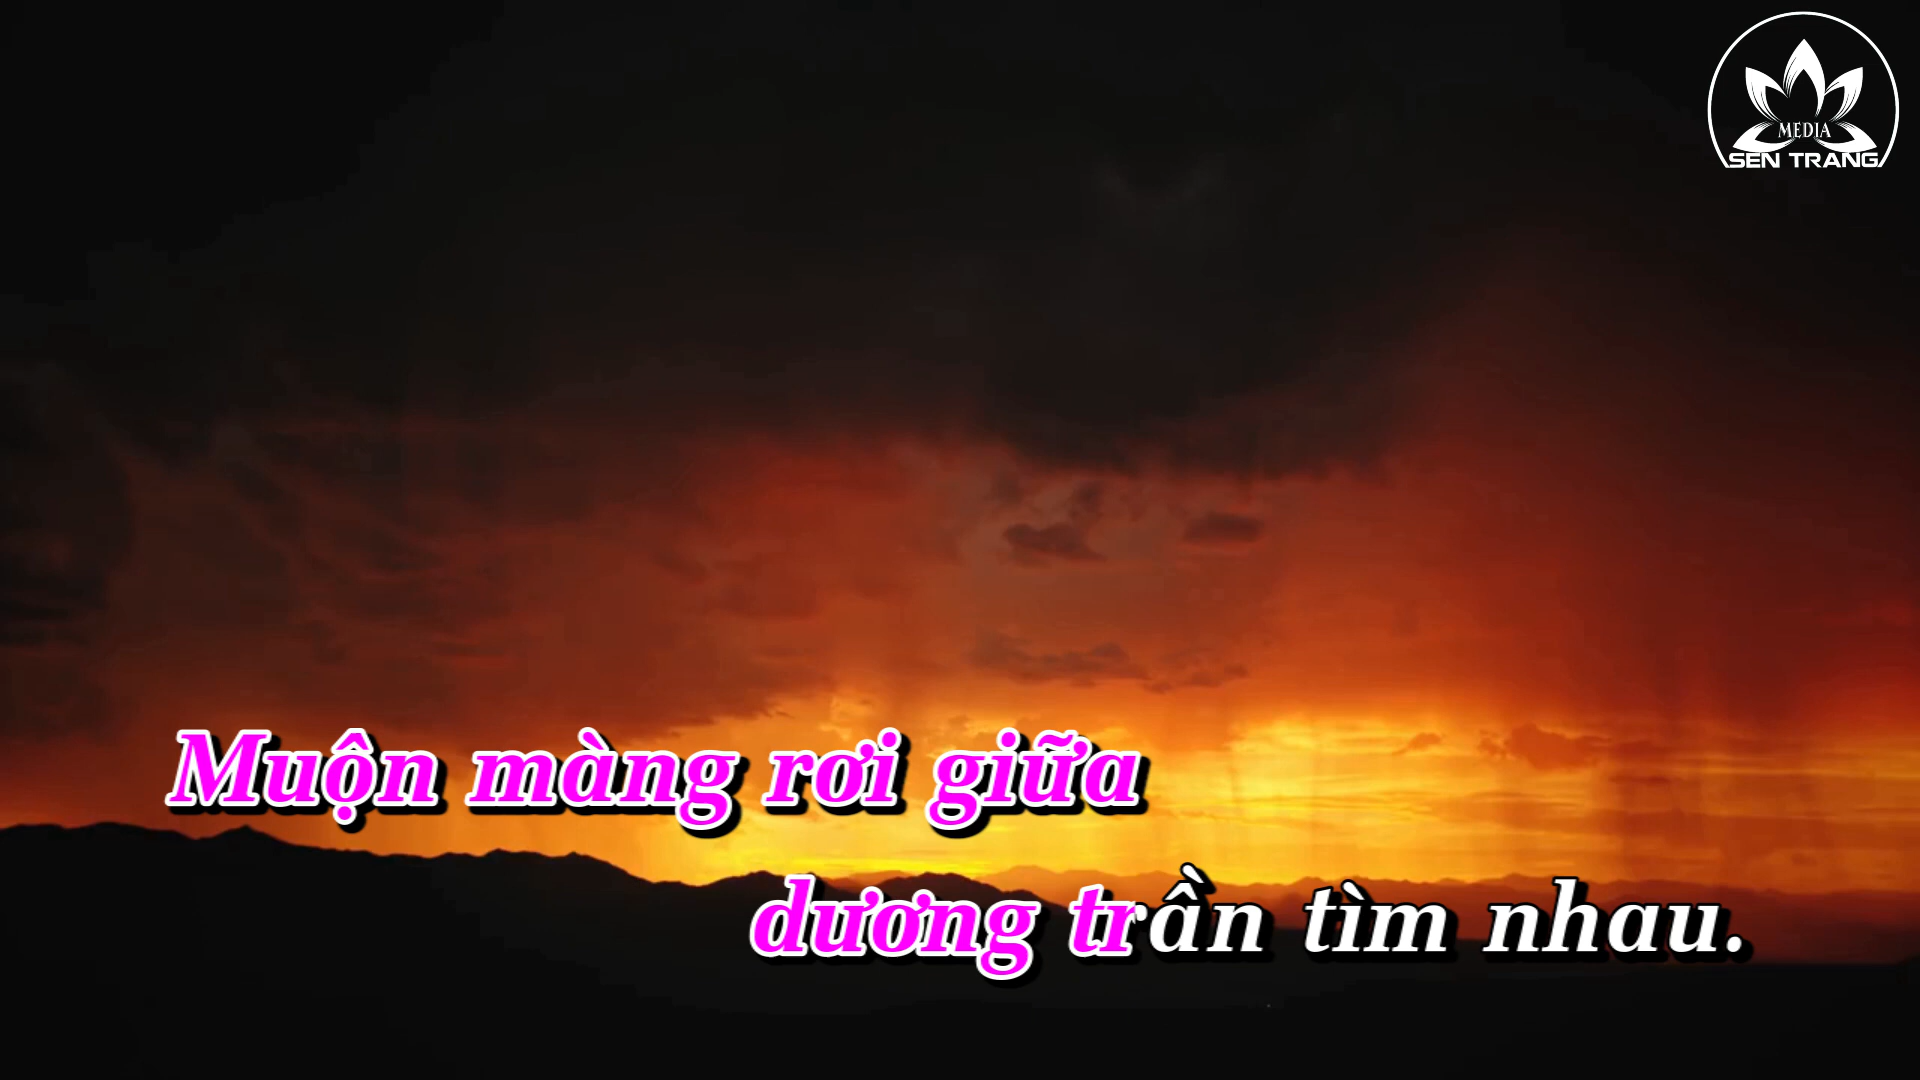 MEDIA
SEN TRANG
Muộn màng rơi giữa
dương trần tìm nhau.